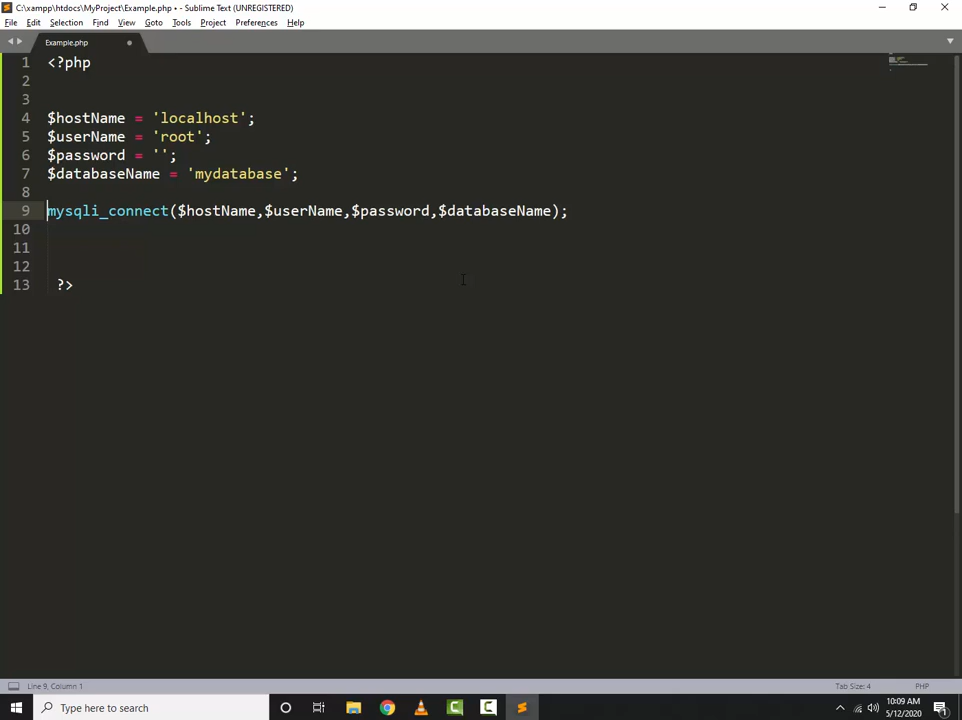 C:\xampp\htdocs\MyProject\Example.php • - Sublime Text (UNREGISTERED)
File Edit Selection Find View Goto Tools Project Preferences Help
Example.php
1 <?php
2
3
4 $hostName = 'localhost';
5 $userName = 'root';
6 $password = '';
7 $databaseName = 'mydatabase';
8
9 mysqli_connect($hostName,$userName,$password,$databaseName);
10
11
12
13 ?>
Line 9, Column 1 Tab Size: 4 PHP
Type here to search
10:09 AM
5/12/2020
1